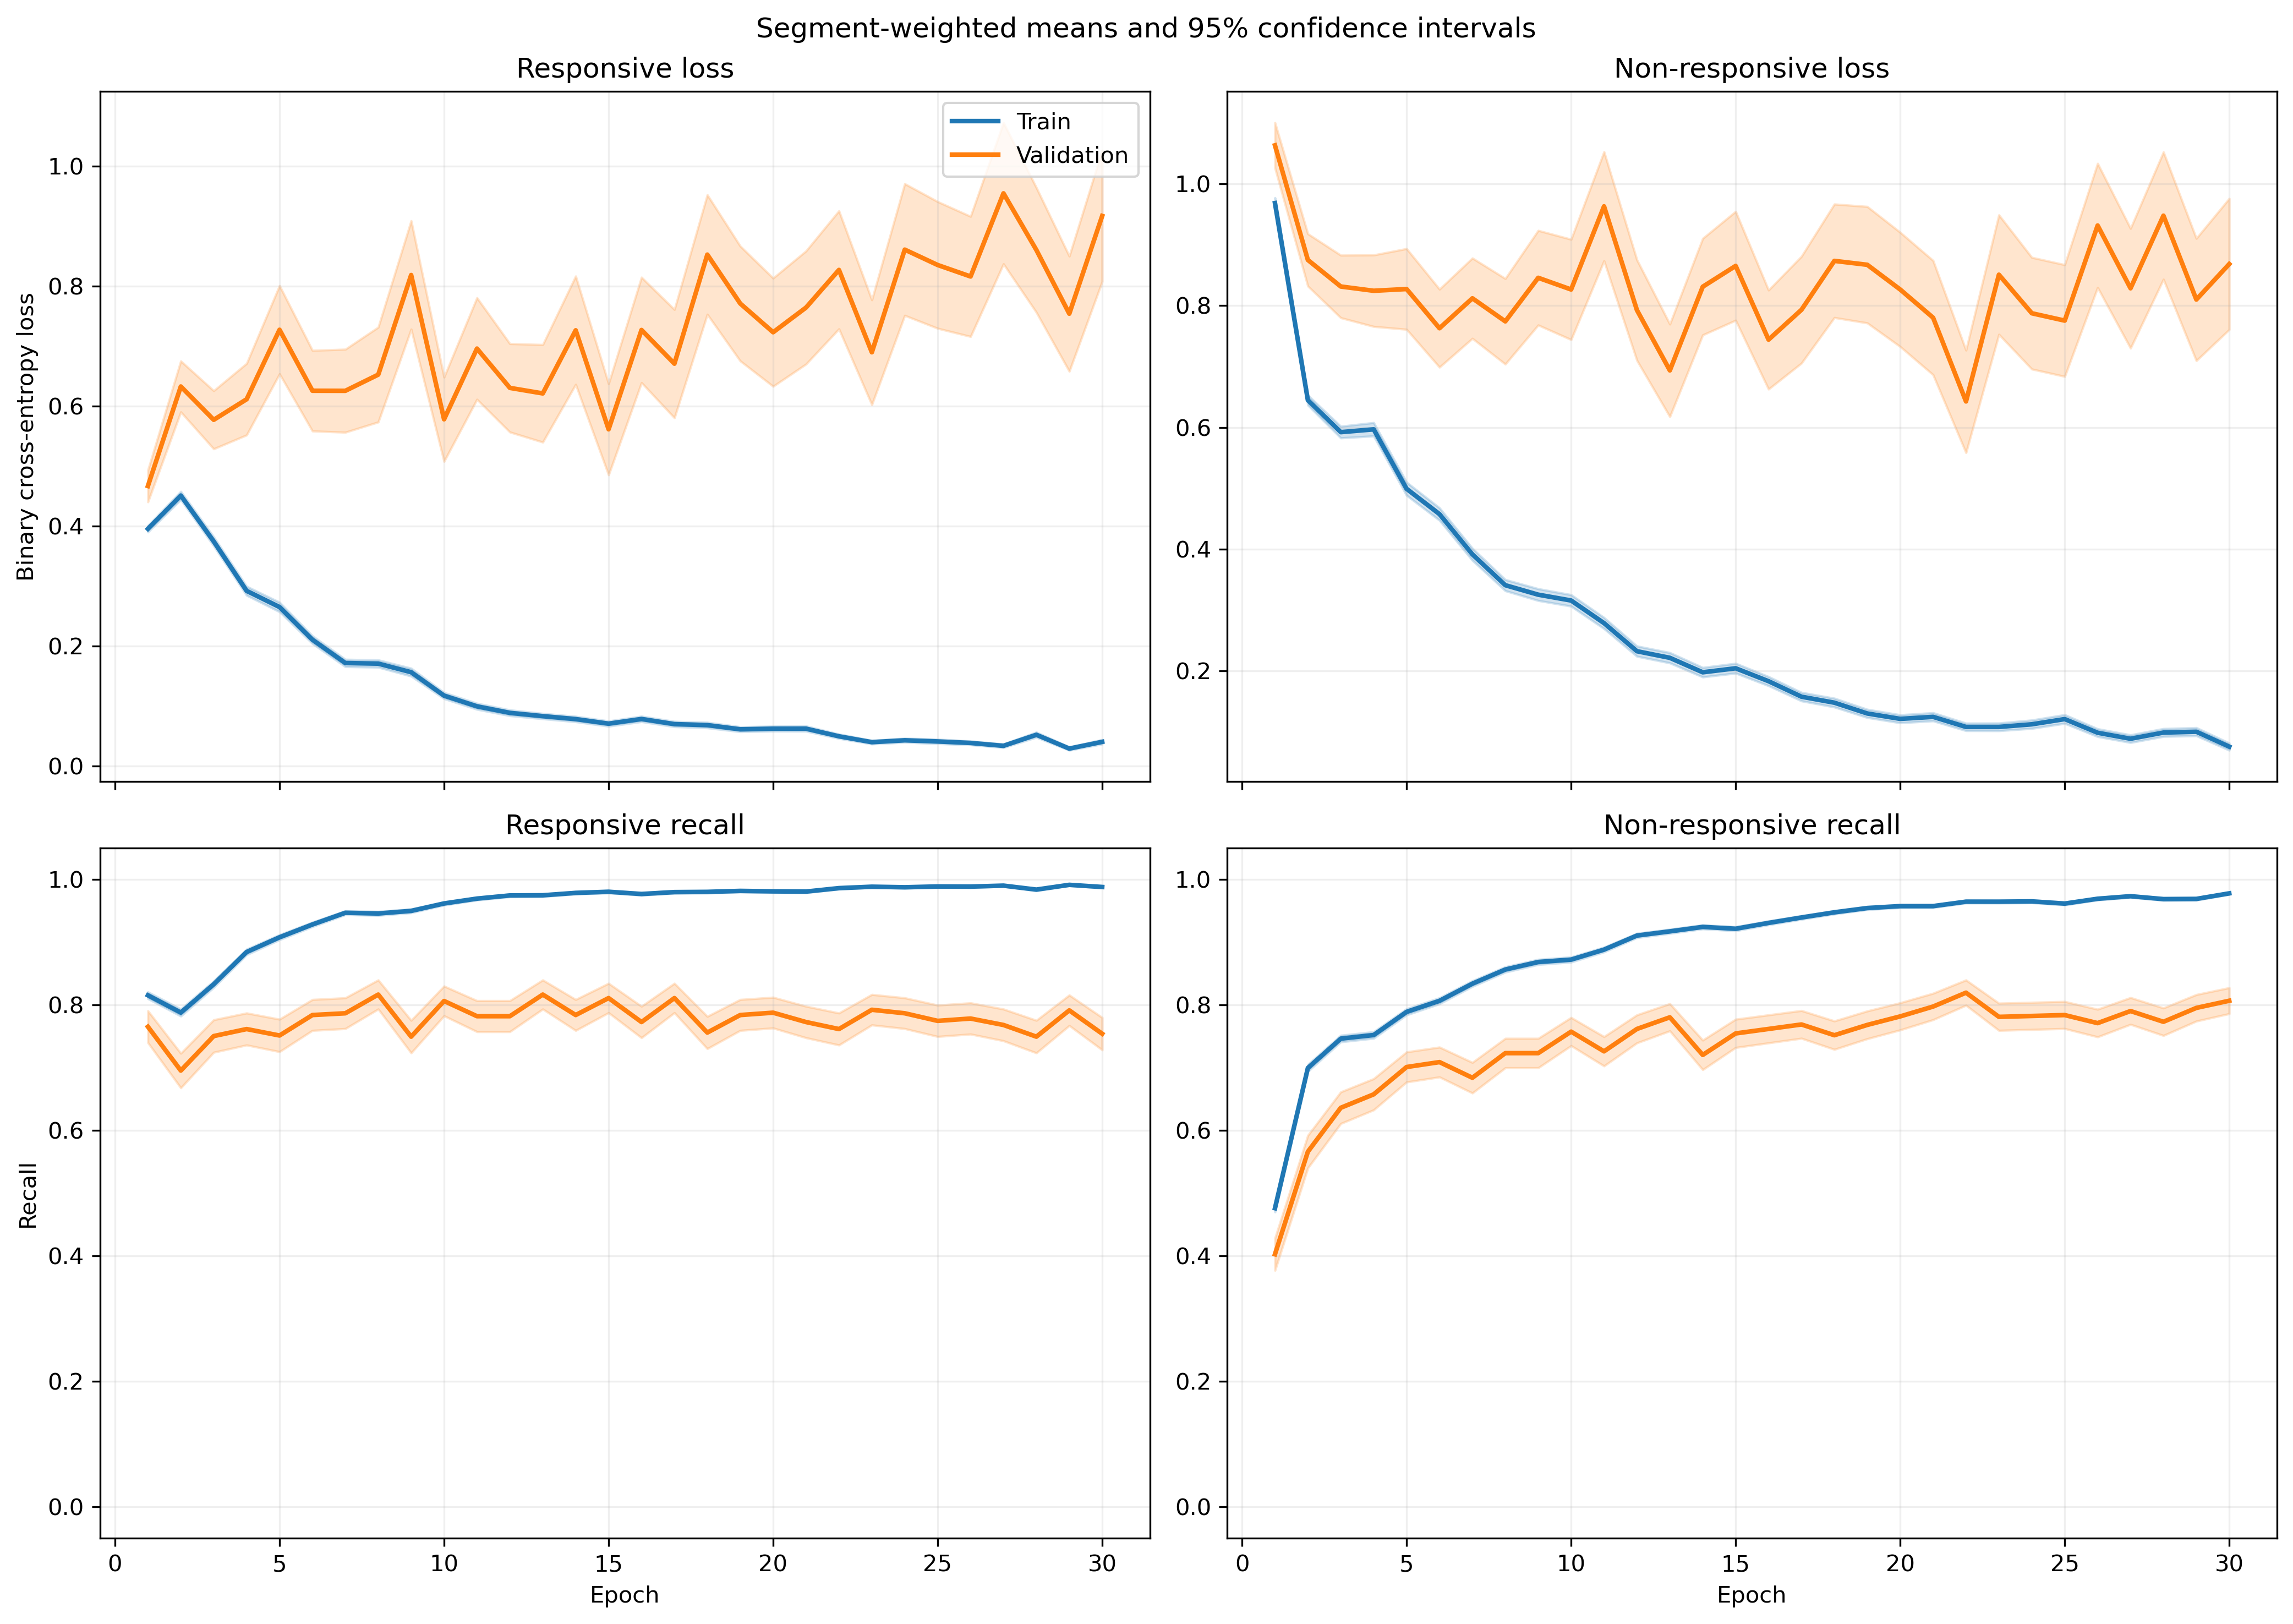 Segment-weighted means and 95% confidence intervals
Responsive loss
Non-responsive loss
Train
Validation
Binary cross-entropy loss
1.0
0.8
0.6
0.4
0.2
0.0
1.0
0.8
0.6
0.4
0.2
Responsive recall
Non-responsive recall
Recall
1.0
0.8
0.6
0.4
0.2
0.0
0 5 10 15 20 25 30
Epoch
1.0
0.8
0.6
0.4
0.2
0.0
0 5 10 15 20 25 30
Epoch